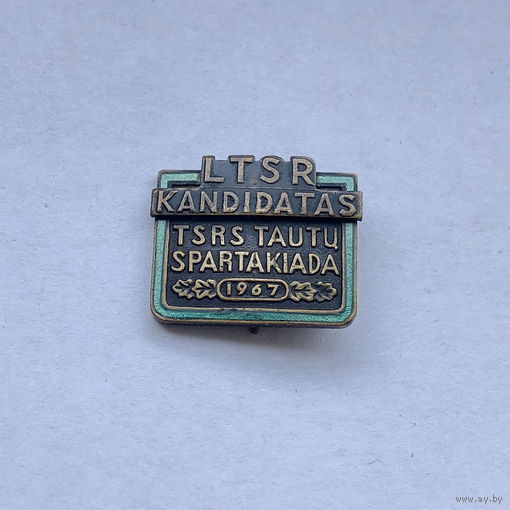 LTSR
KANDIDATAS
TSRS TAUTŲ
SPARTAKIADA
1967
www.ay.by